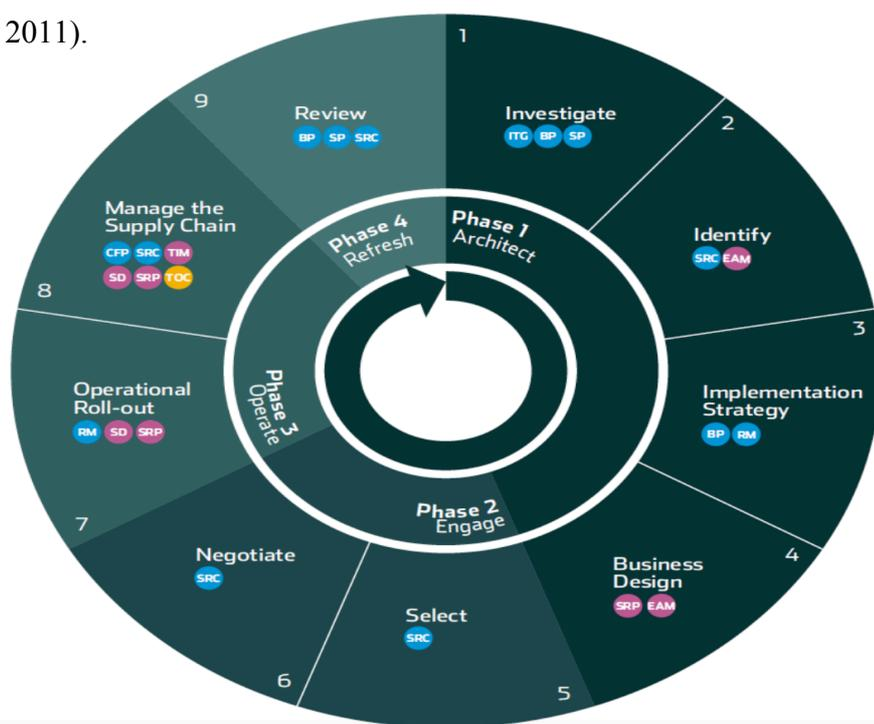 2011).
1
Investigate
ITG BP SP
2
Identify
SRC EAM
3
Implementation
Strategy
BP RM
4
Business
Design
SRP EAM
5
Select
SRC
6
Negotiate
SRC
7
Operational
Roll-out
RM SD SRP
8
Manage the
Supply Chain
CFP SRC TIM
SD SRP TOC
9
Review
BP SP SRC
Phase 1
Architect
Phase 2
Engage
Phase 3
Operate
Phase 4
Refresh